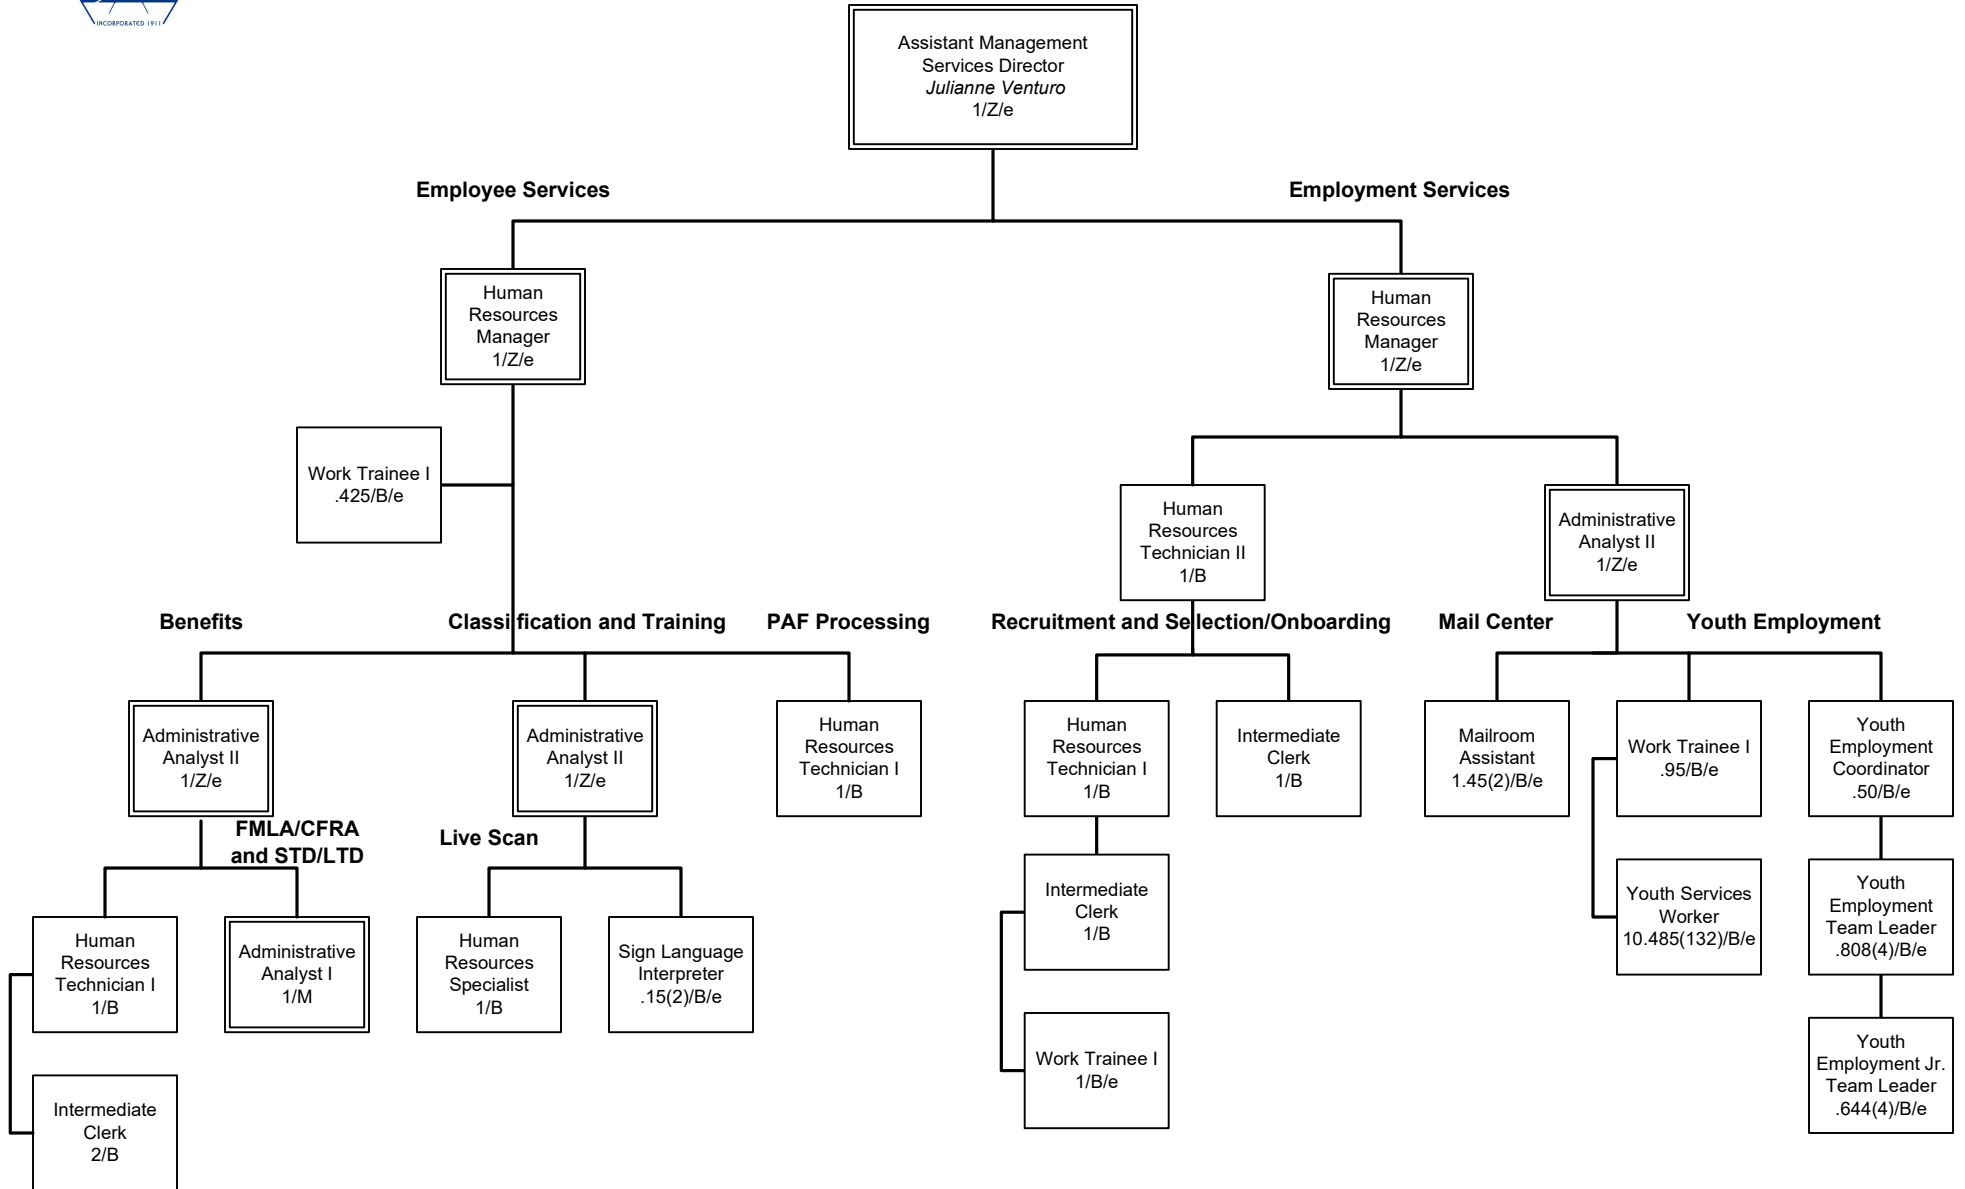 INCORPORATED 1911
Assistant Management
Services Director
Julianne Venturo
1/Z/e
Employee Services
Employment Services
Human
Resources
Manager
1/Z/e
Human
Resources
Manager
1/Z/e
Work Trainee I
.425/B/e
Human
Resources
Technician II
1/B
Administrative
Analyst II
1/Z/e
Benefits
Classification and Training
PAF Processing
Recruitment and Selection/Onboarding
Mail Center
Youth Employment
Administrative
Analyst II
1/Z/e
Administrative
Analyst II
1/Z/e
Human
Resources
Technician I
1/B
Human
Resources
Technician I
1/B
Intermediate
Clerk
1/B
Mailroom
Assistant
1.45(2)/B/e
Work Trainee I
.95/B/e
Youth
Employment
Coordinator
.50/B/e
FMLA/CFRA
and STD/LTD
Live Scan
Human
Resources
Technician I
1/B
Administrative
Analyst I
1/M
Human
Resources
Specialist
1/B
Sign Language
Interpreter
.15(2)/B/e
Intermediate
Clerk
1/B
Youth Services
Worker
10.485(132)/B/e
Youth
Employment
Team Leader
.808(4)/B/e
Intermediate
Clerk
2/B
Work Trainee I
1/B/e
Youth
Employment Jr.
Team Leader
.644(4)/B/e